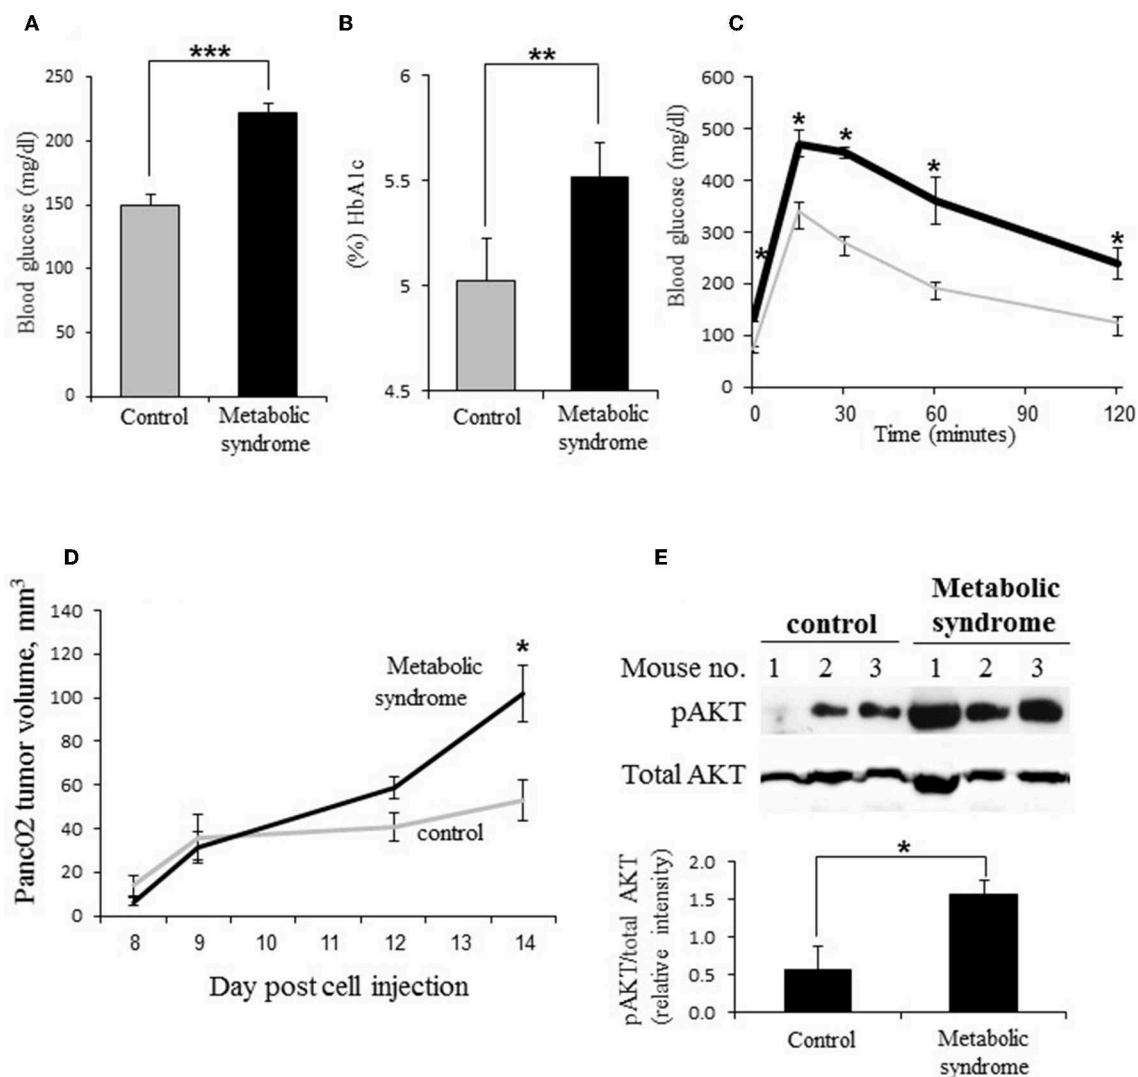 A
***
Blood glucose (mg/dl)
250
200
150
100
50
0
Control
Metabolic
syndrome
B
**
(%) HbA1c
6
5.5
5
4.5
Control
Metabolic
syndrome
C
Blood glucose (mg/dl)
600
500
400
300
200
100
0
*
*
*
*
*
0
30
60
90
120
Time (minutes)
D
Panc02 tumor volume, mm³
140
120
100
80
60
40
20
0
*
Metabolic
syndrome
control
8
9
10
11
12
13
14
Day post cell injection
E
Metabolic
syndrome
control
Mouse no. 1 2 3 1 2 3
pAKT
Total AKT
pAKT/total AKT
(relative intensity)
2.0
1.5
1.0
0.5
0.0
*
Control
Metabolic
syndrome